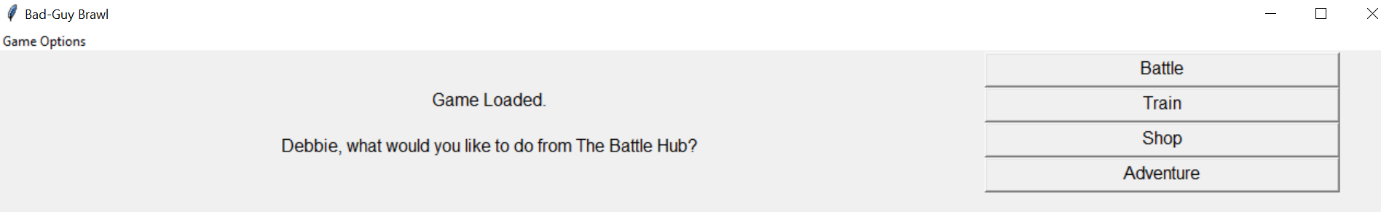 Bad-Guy Brawl
Game Options
Game Loaded.
Debbie, what would you like to do from The Battle Hub?
Battle
Train
Shop
Adventure